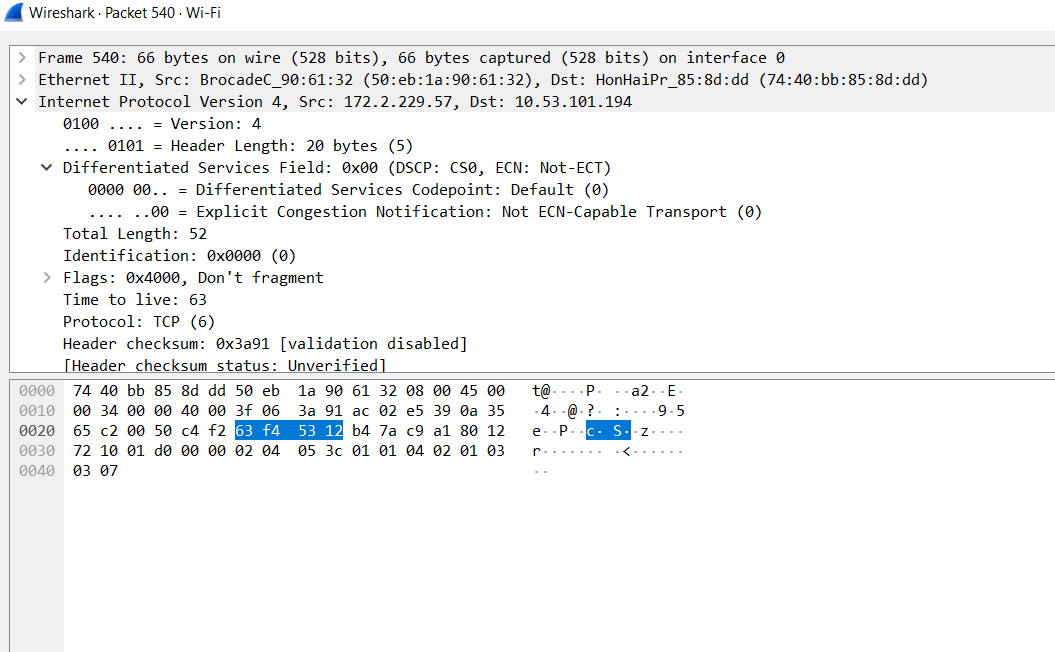 Wireshark · Packet 540 · Wi-Fi
Frame 540: 66 bytes on wire (528 bits), 66 bytes captured (528 bits) on interface 0
Ethernet II, Src: BrocadeC_90:61:32 (50:eb:1a:90:61:32), Dst: HonHaiPr_85:8d:dd (74:40:bb:85:8d:dd)
Internet Protocol Version 4, Src: 172.2.229.57, Dst: 10.53.101.194
0100 .... = Version: 4
.... 0101 = Header Length: 20 bytes (5)
Differentiated Services Field: 0x00 (DSCP: CS0, ECN: Not-ECT)
0000 00.. = Differentiated Services Codepoint: Default (0)
.... ..00 = Explicit Congestion Notification: Not ECN-Capable Transport (0)
Total Length: 52
Identification: 0x0000 (0)
Flags: 0x4000, Don't fragment
Time to live: 63
Protocol: TCP (6)
Header checksum: 0x3a91 [validation disabled]
[Header checksum status: Unverified]
0000 74 40 bb 85 8d dd 50 eb 1a 90 61 32 08 00 45 00 t@····P· ··a2··E·
0010 00 34 00 00 40 00 3f 06 3a 91 ac 02 e5 39 0a 35 ·4··@·?· :····9·5
0020 65 c2 00 50 c4 f2 63 f4 53 12 b4 7a c9 a1 80 12 e··P··c· S··z····
0030 72 10 01 d0 00 00 02 04 05 3c 01 01 04 02 01 03 r······· ·<······
0040 03 07 ··